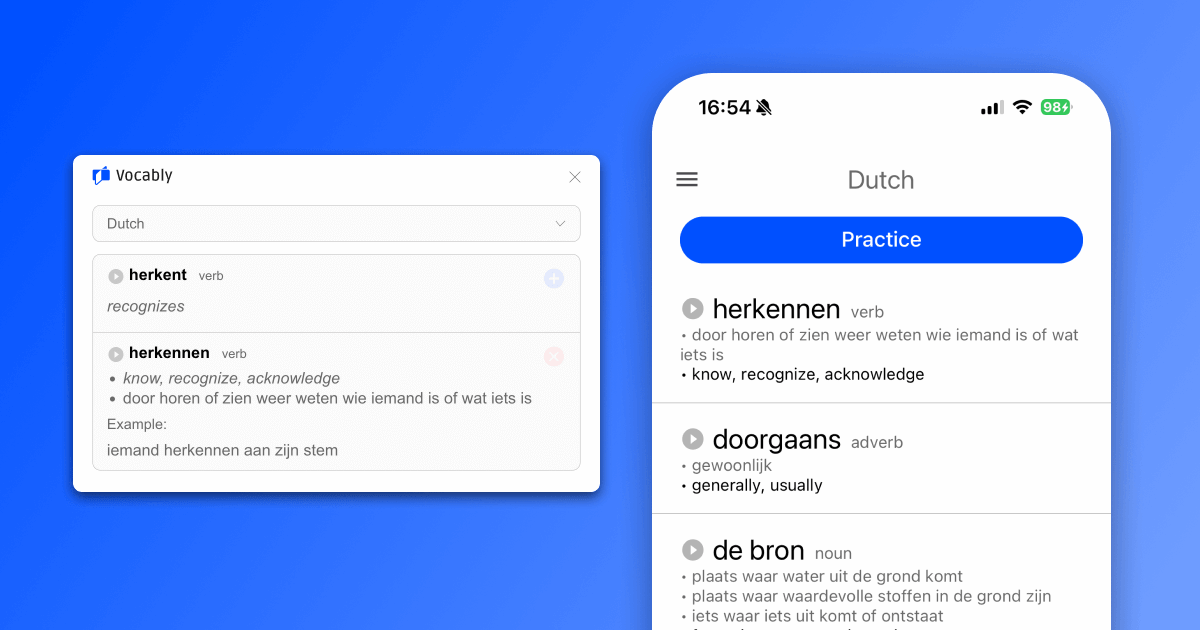 Vocably
Dutch
herkent verb
recognizes
herkennen verb
• know, recognize, acknowledge
• door horen of zien weer weten wie iemand is of wat iets is
Example:
iemand herkennen aan zijn stem
16:54
98
Dutch
Practice
herkennen verb
• door horen of zien weer weten wie iemand is of wat
iets is
• know, recognize, acknowledge
doorgaans adverb
• gewoonlijk
• generally, usually
de bron noun
• plaats waar water uit de grond komt
• plaats waar waardevolle stoffen in de grond zijn
• iets waar iets uit komt of ontstaat